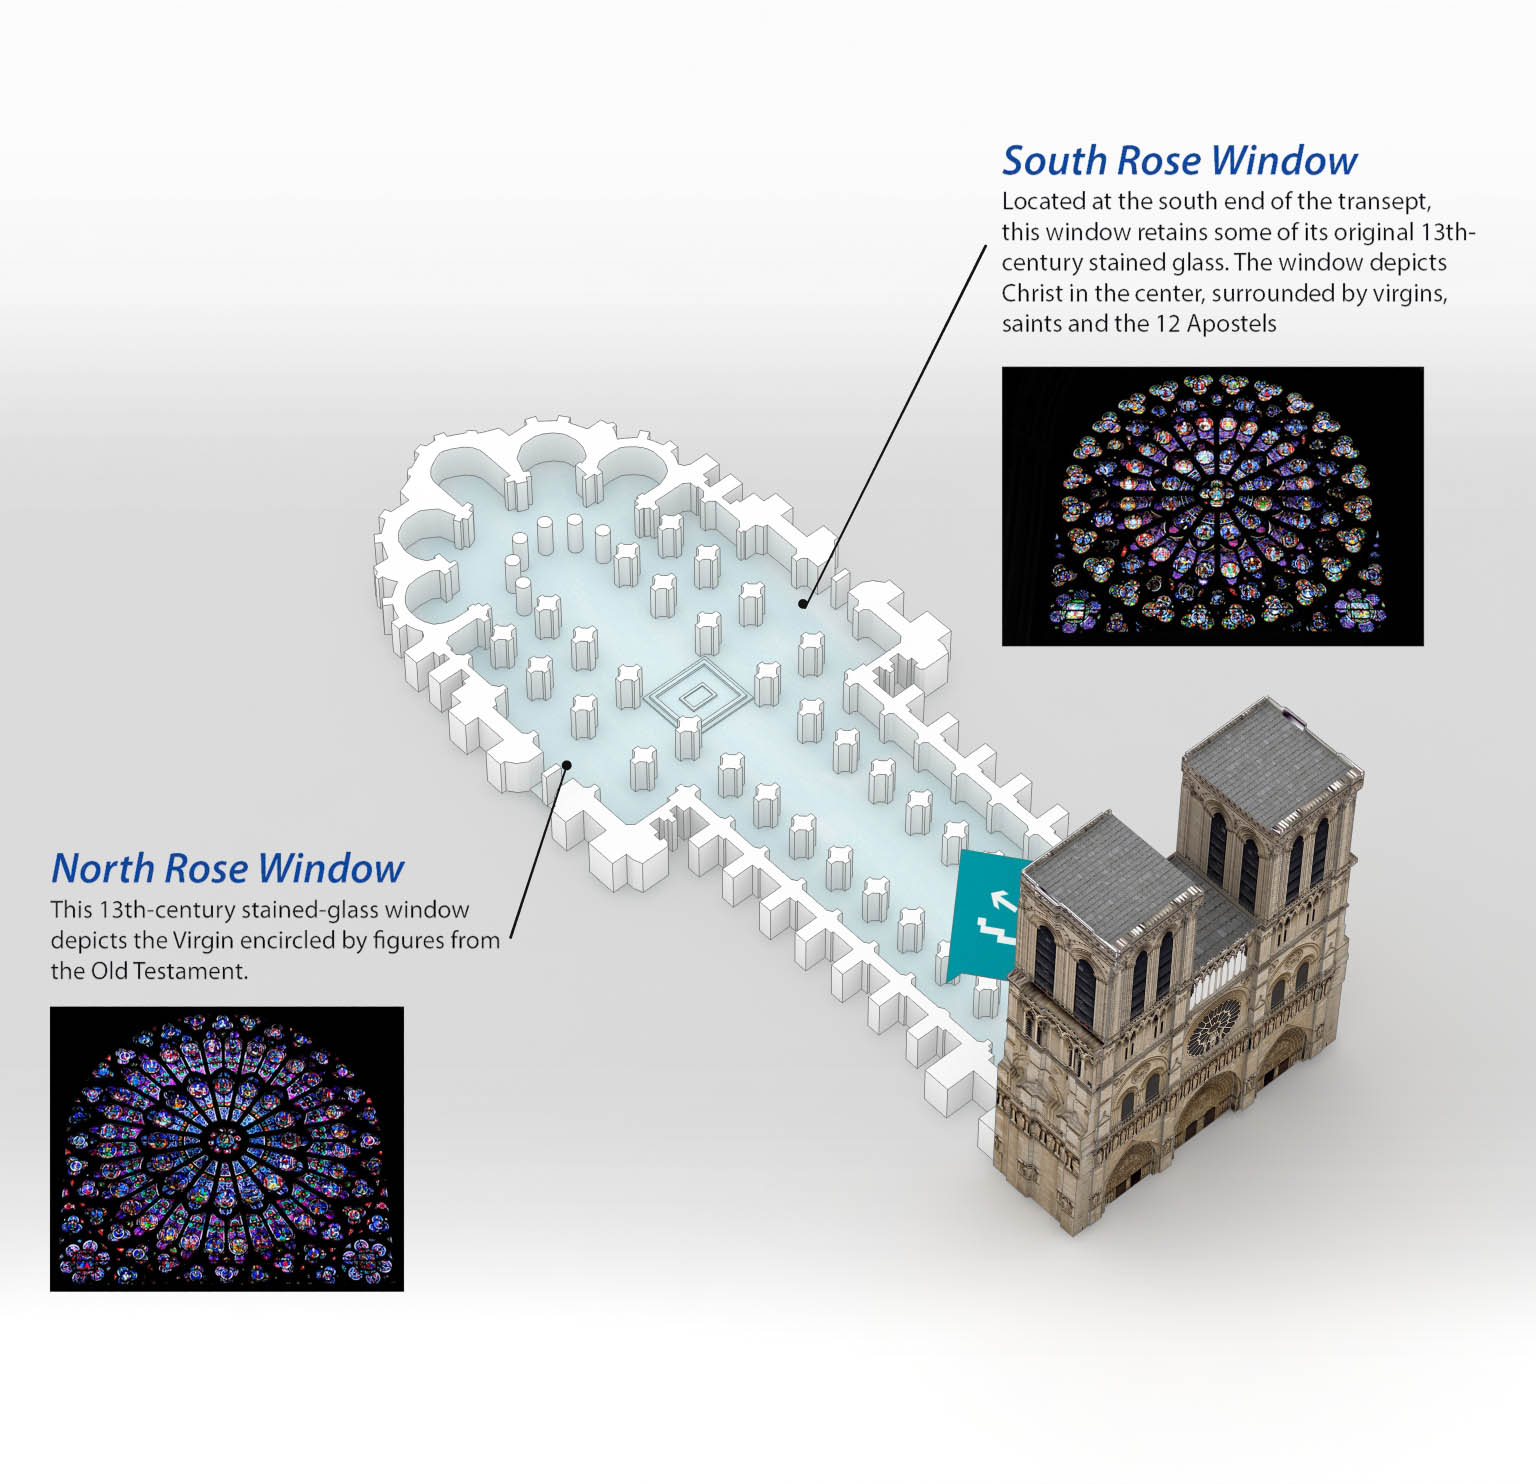 South Rose Window
Located at the south end of the transept,
this window retains some of its original 13th-
century stained glass. The window depicts
Christ in the center, surrounded by virgins,
saints and the 12 Apostels
North Rose Window
This 13th-century stained-glass window
depicts the Virgin encircled by figures from
the Old Testament.